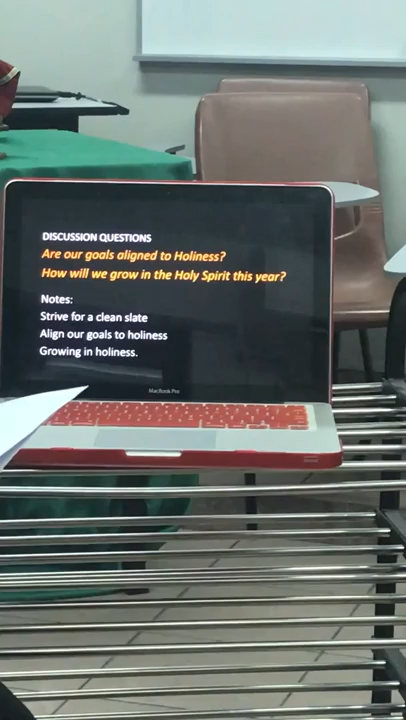 DISCUSSION QUESTIONS
Are our goals aligned to Holiness?
How will we grow in the Holy Spirit this year?
Notes:
Strive for a clean slate
Align our goals to holiness
Growing in holiness.
MacBook Pro